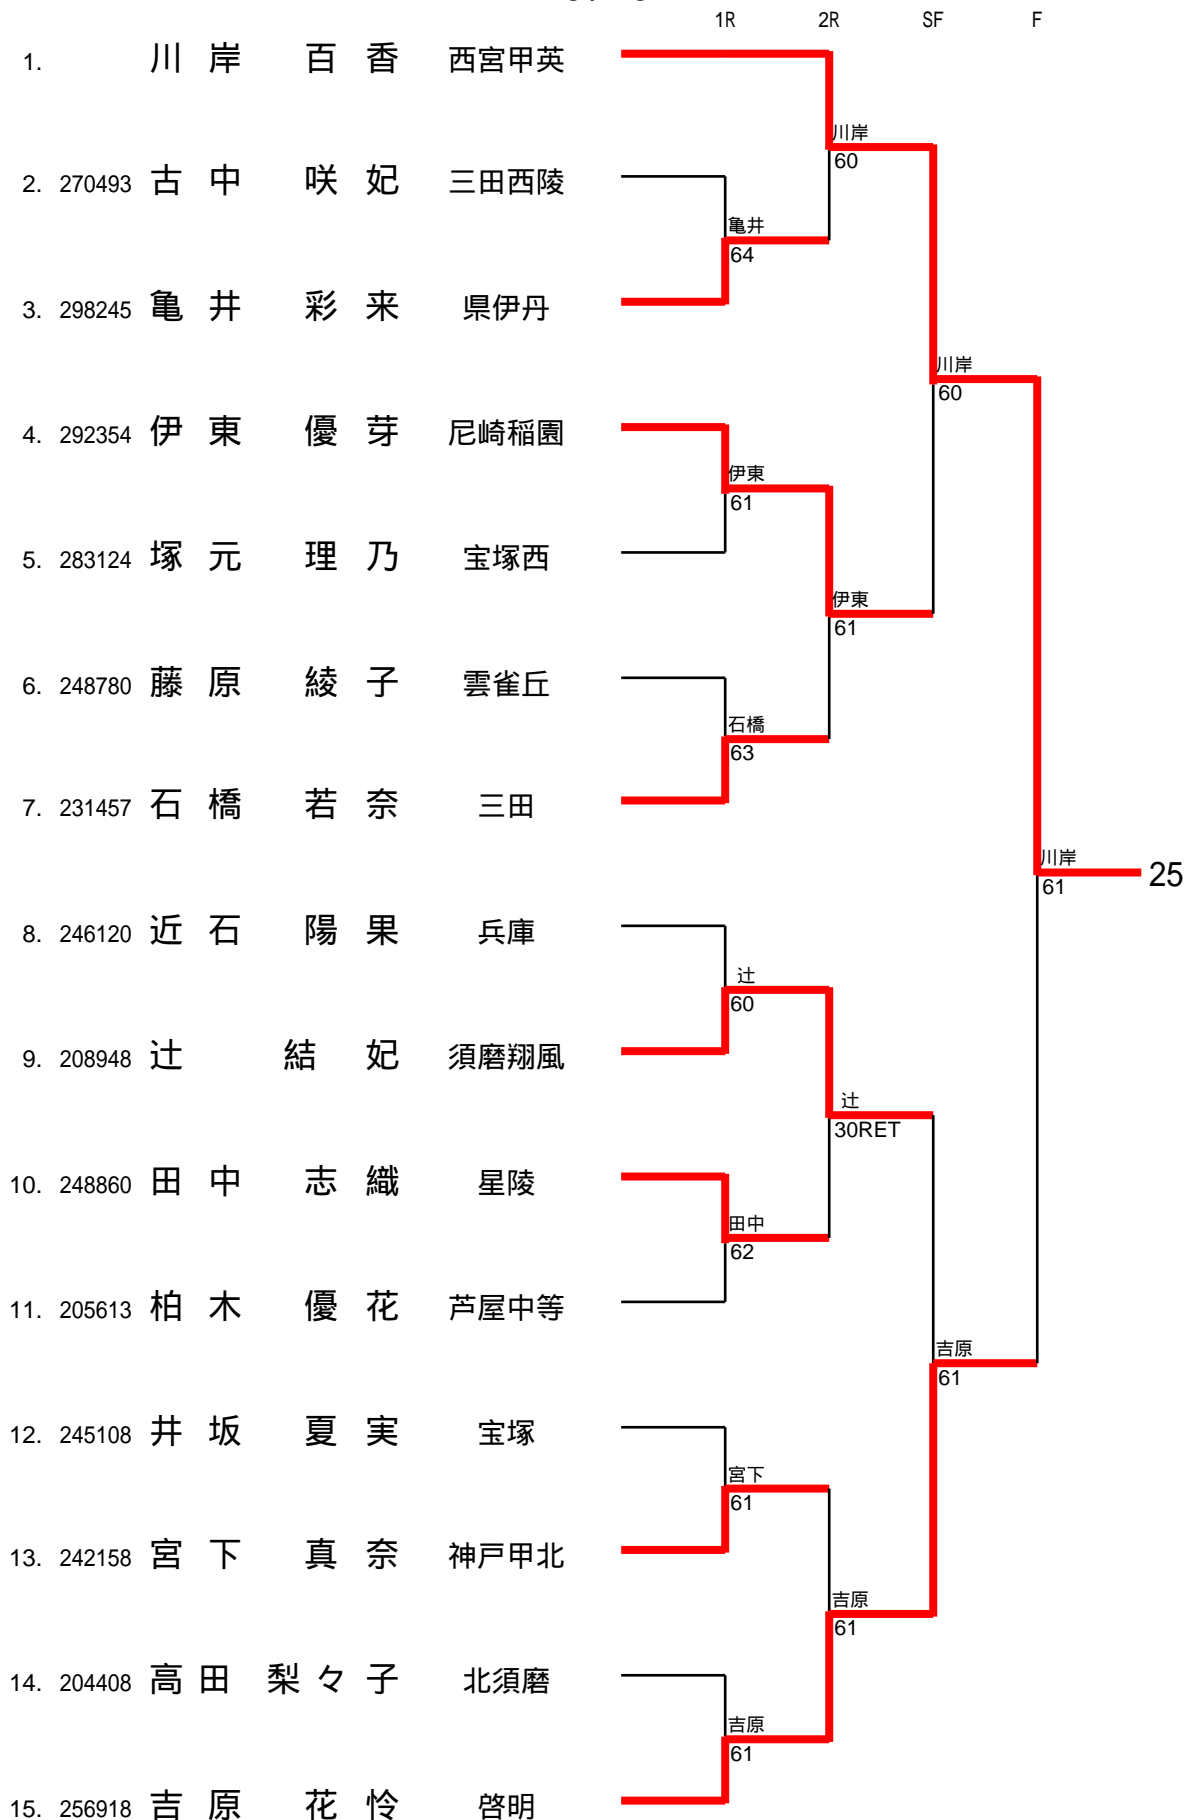 1R 2R SF F
1. 川岸 百香 西宮甲英
川岸
60
2. 270493 古中 咲妃 三田西陵
亀井
64
3. 298245 亀井 彩来 県伊丹
川岸
60
4. 292354 伊東 優芽 尼崎稲園
伊東
61
5. 283124 塚元 理乃 宝塚西
伊東
61
6. 248780 藤原 綾子 雲雀丘
石橋
63
7. 231457 石橋 若奈 三田
川岸
61 25
8. 246120 近石 陽果 兵庫
辻
60
9. 208948 辻 結妃 須磨翔風
辻
30RET
10. 248860 田中 志織 星陵
田中
62
11. 205613 柏木 優花 芦屋中等
吉原
61
12. 245108 井坂 夏実 宝塚
宮下
61
13. 242158 宮下 真奈 神戸甲北
吉原
61
14. 204408 高田 梨々子 北須磨
吉原
61
15. 256918 吉原 花怜 啓明